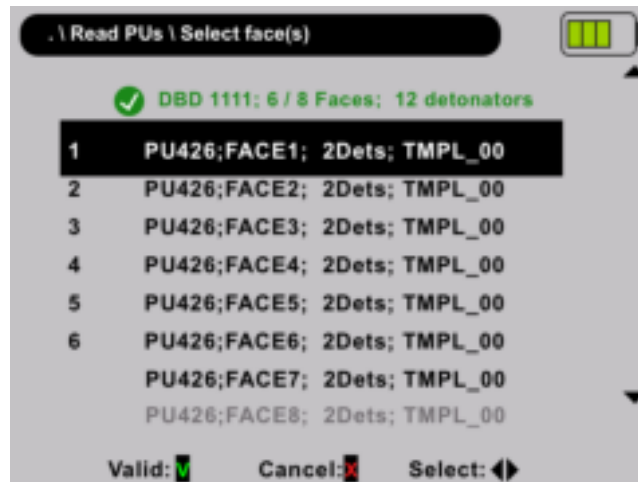 . \ Read PUs \ Select face(s)
DBD 1111; 6 / 8 Faces; 12 detonators
1 PU426;FACE1; 2Dets; TMPL_00
2 PU426;FACE2; 2Dets; TMPL_00
3 PU426;FACE3; 2Dets; TMPL_00
4 PU426;FACE4; 2Dets; TMPL_00
5 PU426;FACE5; 2Dets; TMPL_00
6 PU426;FACE6; 2Dets; TMPL_00
PU426;FACE7; 2Dets; TMPL_00
PU426;FACE8; 2Dets; TMPL_00
Valid: V Cancel: X Select: